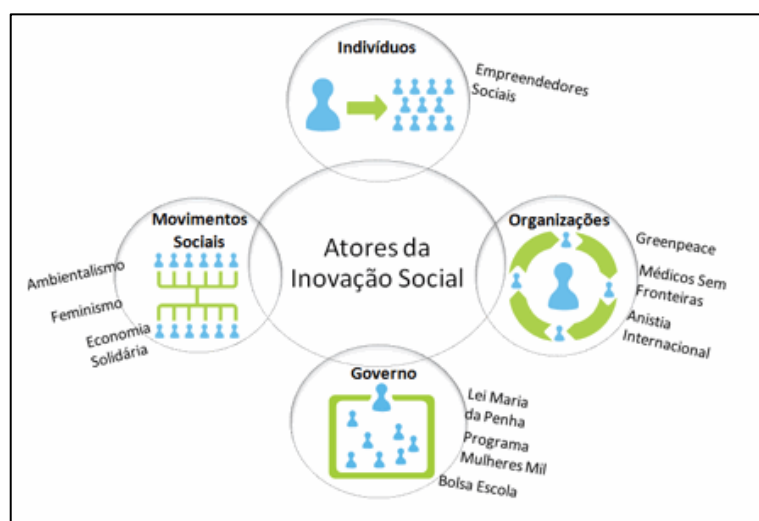 Indivíduos
Empreendedores
Sociais
Movimentos
Sociais
Ambientalismo
Feminismo
Economia
Solidária
Atores da
Inovação Social
Organizações
Greenpeace
Médicos Sem
Fronteiras
Anistia
Internacional
Governo
Lei Maria
da Penha
Programa
Mulheres Mil
Bolsa Escola